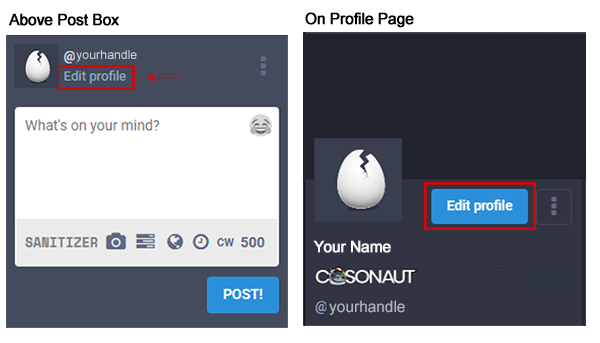 Above Post Box
@yourhandle
Edit profile
What's on your mind?
SANITIZER CW 500
POST!
On Profile Page
Edit profile
Your Name
COSONAUT
@yourhandle